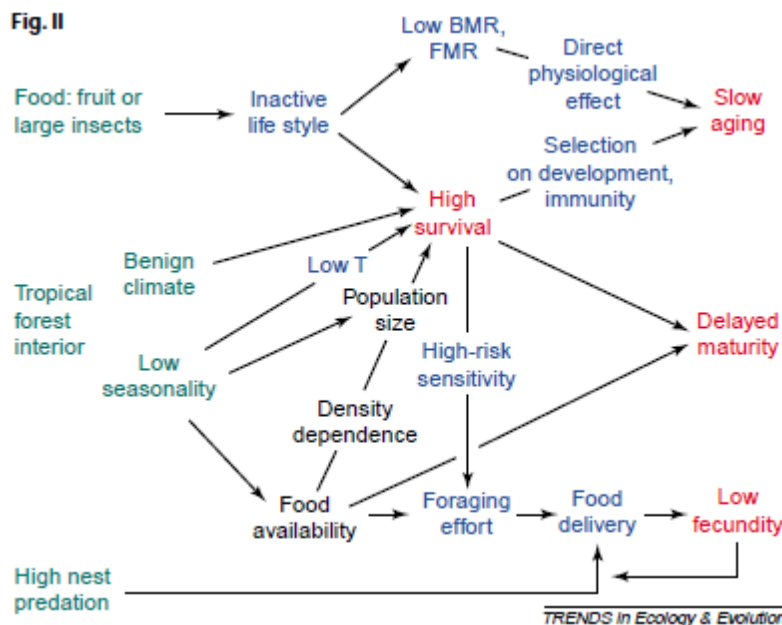 Fig. II
Low BMR,
FMR
Direct
physiological
effect
Food: fruit or
large insects
Inactive
life style
Slow
aging
Selection
on development,
immunity
High
survival
Benign
climate
Low T
Tropical
forest
interior
Population
size
Delayed
maturity
Low
seasonality
High-risk
sensitivity
Density
dependence
Food
availability
Foraging
effort
Food
delivery
Low
fecundity
High nest
predation
TRENDS in Ecology & Evolution